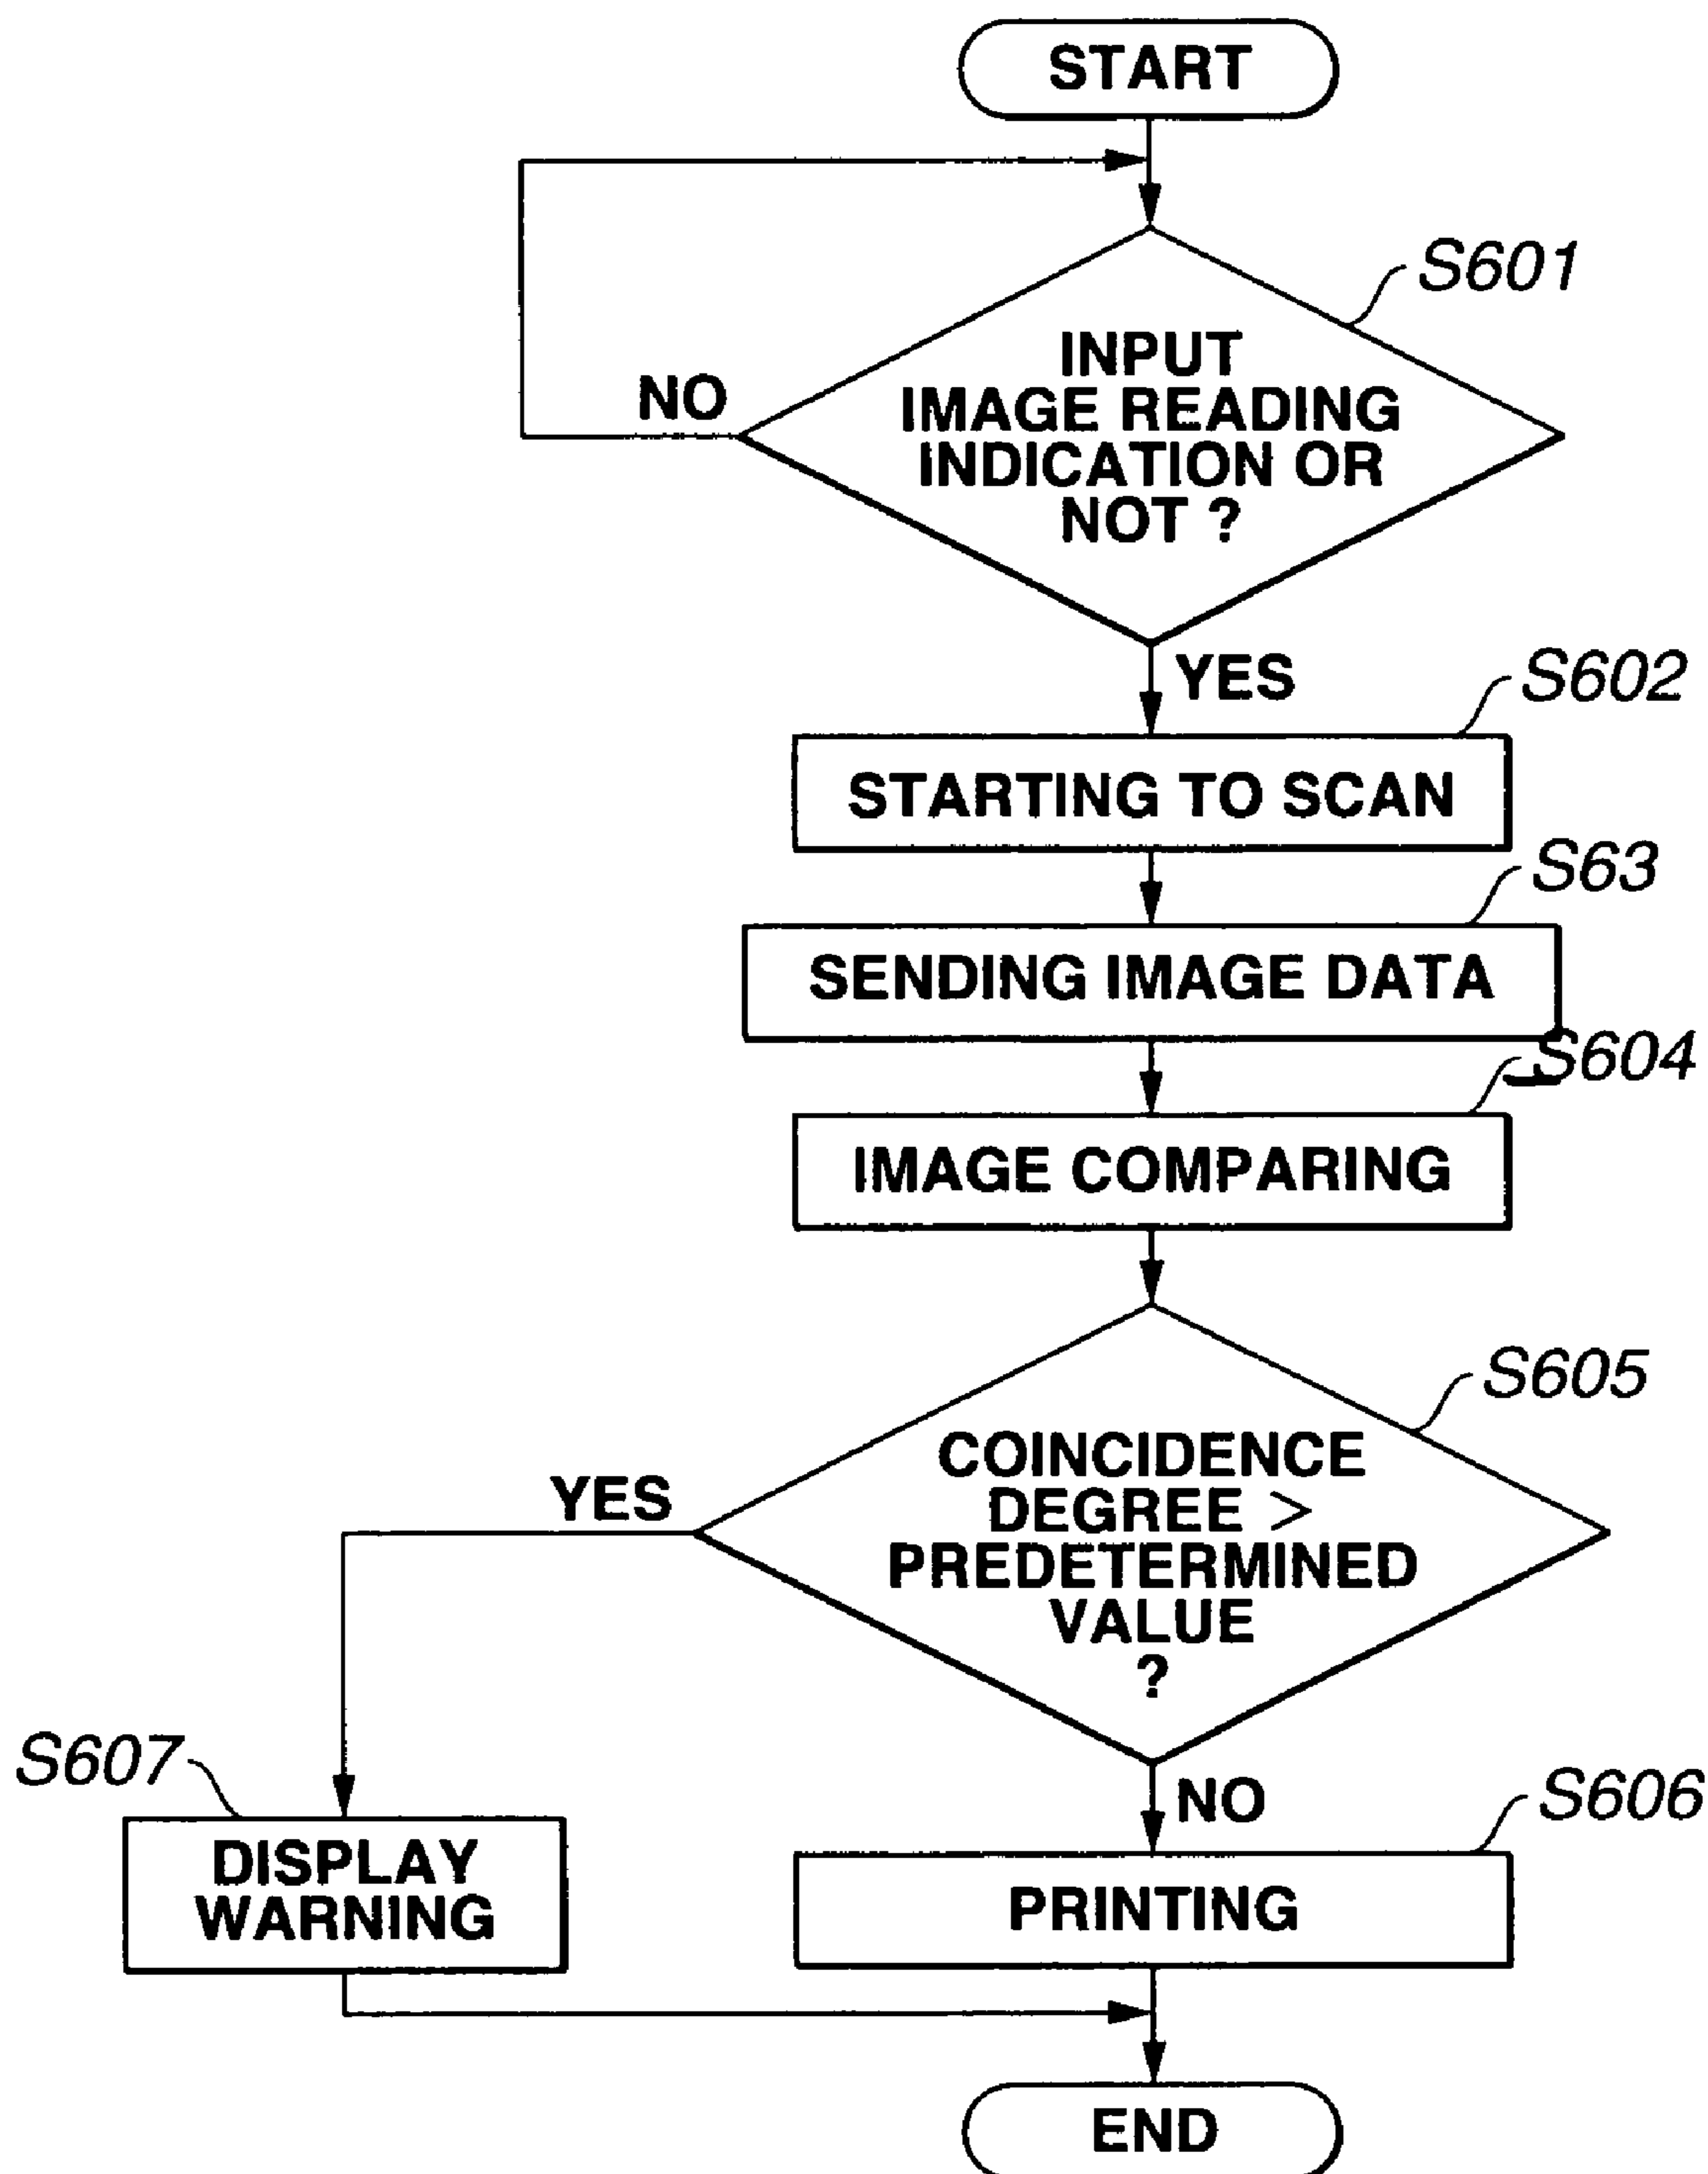 START
S601
INPUT
IMAGE READING
INDICATION OR
NOT ?
NO
YES
S602
STARTING TO SCAN
S63
SENDING IMAGE DATA
S604
IMAGE COMPARING
S605
COINCIDENCE
DEGREE >
PREDETERMINED
VALUE
?
YES
NO
S607
DISPLAY
WARNING
S606
PRINTING
END